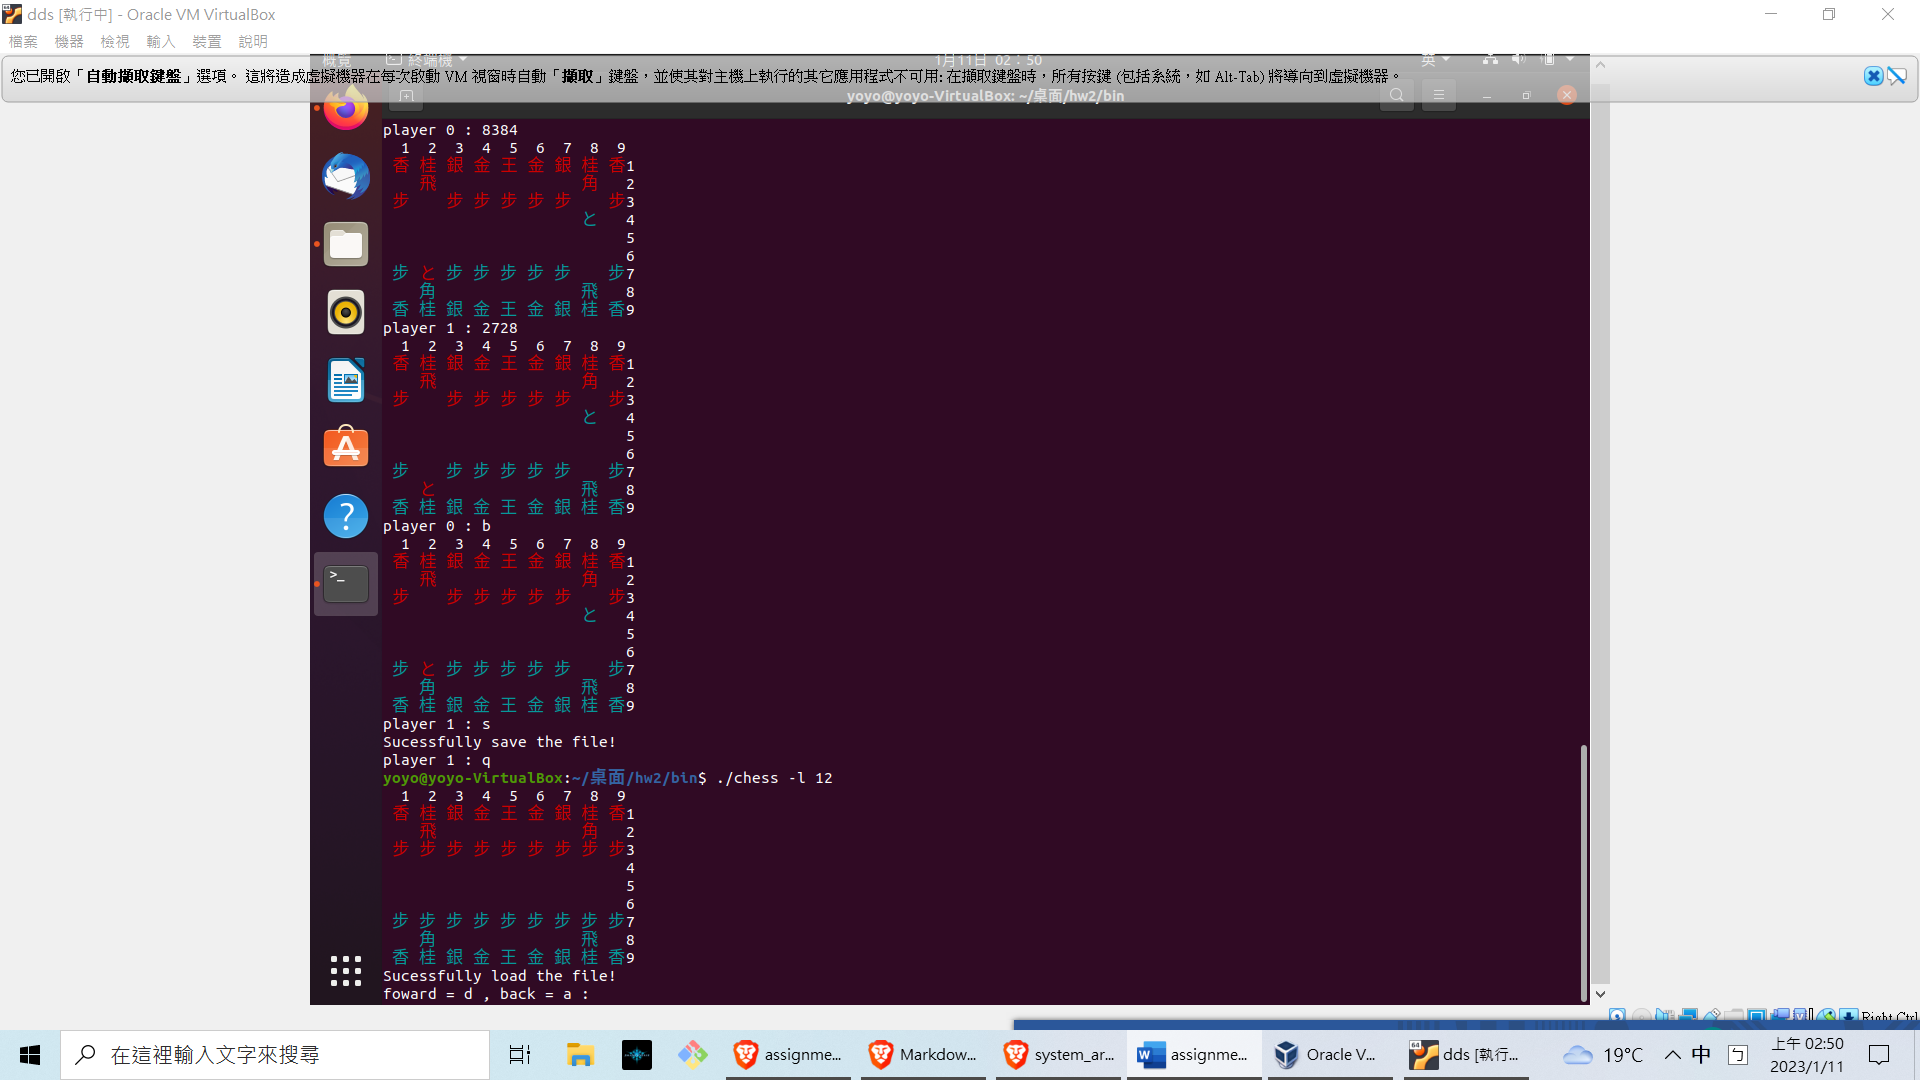 dds [執行中] - Oracle VM VirtualBox
檔案 機器 檢視 輸入 裝置 說明
概覽 終端機 1月11日 02：50 英
您已開啟「自動擷取鍵盤」選項。 這將造成虛擬機器在每次啟動 VM 視窗時自動「擷取」鍵盤，並使其對主機上執行的其它應用程式不可用: 在擷取鍵盤時，所有按鍵 (包括系統，如 Alt-Tab) 將導向到虛擬機器。
yoyo@yoyo-VirtualBox: ~/桌面/hw2/bin
player 0 : 8384
1 2 3 4 5 6 7 8 9
香 桂 銀 金 王 金 銀 桂 香1
飛 角 2
步 步 步 步 步 步 步3
と 4
5
6
步 と 步 步 步 步 步 步7
角 飛 8
香 桂 銀 金 王 金 銀 桂 香9
player 1 : 2728
1 2 3 4 5 6 7 8 9
香 桂 銀 金 王 金 銀 桂 香1
飛 角 2
步 步 步 步 步 步 步3
と 4
5
6
步 步 步 步 步 步 步7
と 飛 8
香 桂 銀 金 王 金 銀 桂 香9
player 0 : b
1 2 3 4 5 6 7 8 9
香 桂 銀 金 王 金 銀 桂 香1
飛 角 2
步 步 步 步 步 步 步3
と 4
5
6
步 と 步 步 步 步 步 步7
角 飛 8
香 桂 銀 金 王 金 銀 桂 香9
player 1 : s
Sucessfully save the file!
player 1 : q
yoyo@yoyo-VirtualBox:~/桌面/hw2/bin$ ./chess -l 12
1 2 3 4 5 6 7 8 9
香 桂 銀 金 王 金 銀 桂 香1
飛 角 2
步 步 步 步 步 步 步 步 步3
4
5
6
步 步 步 步 步 步 步 步 步7
角 飛 8
香 桂 銀 金 王 金 銀 桂 香9
Sucessfully load the file!
foward = d , back = a :
Right Ctrl
在這裡輸入文字來搜尋
assignme...
Markdow...
system_ar...
assignme...
Oracle V...
dds [執行...
19°C
中
ㄅ
上午 02:50
2023/1/11